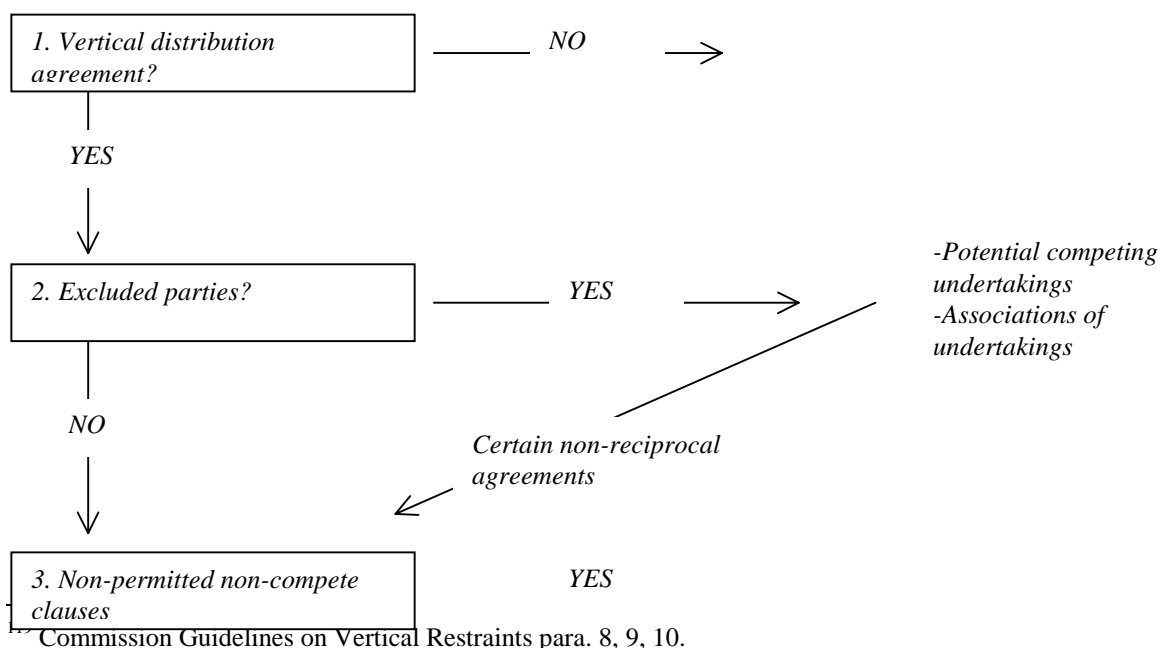 1. Vertical distribution
agreement?
NO
YES
2. Excluded parties?
YES
-Potential competing
undertakings
-Associations of
undertakings
NO
Certain non-reciprocal
agreements
3. Non-permitted non-compete
clauses
YES
Commission Guidelines on Vertical Restraints para. 8, 9, 10.